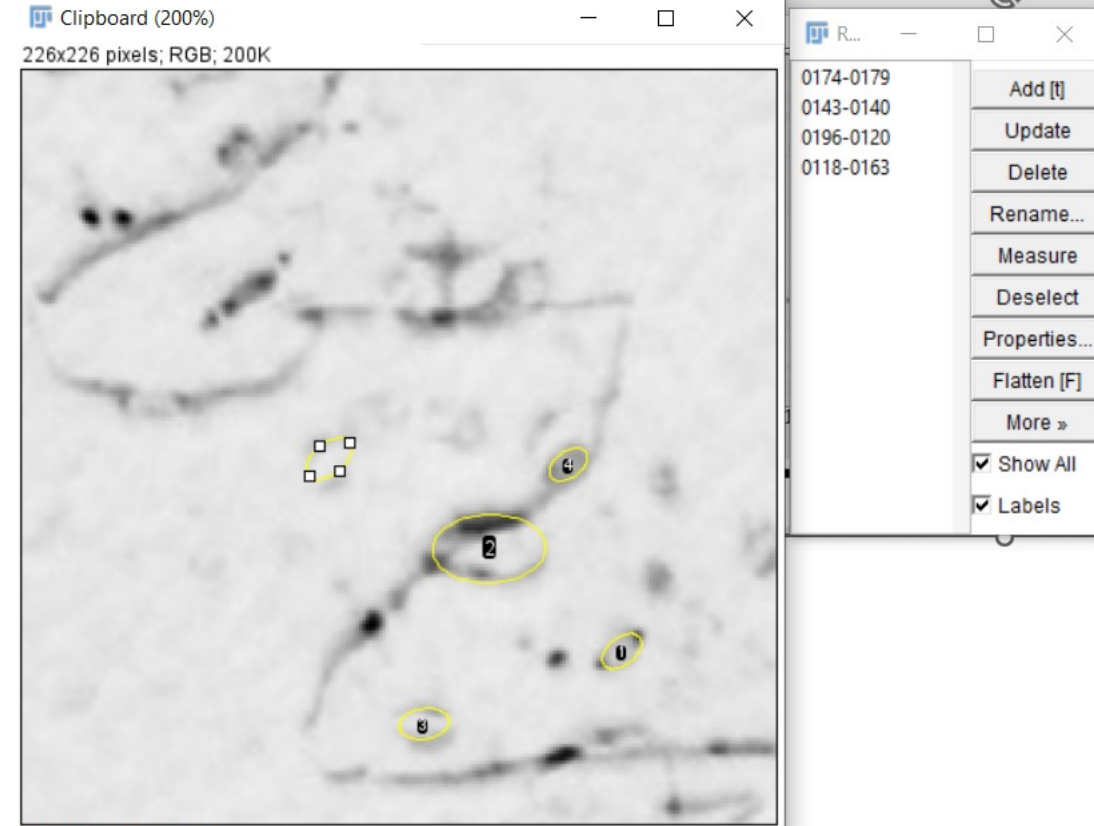 Clipboard (200%)
226x226 pixels; RGB; 200K
4
2
1
3
R...
0174-0179
0143-0140
0196-0120
0118-0163
Add [t]
Update
Delete
Rename...
Measure
Deselect
Properties...
Flatten [F]
More »
Show All
Labels